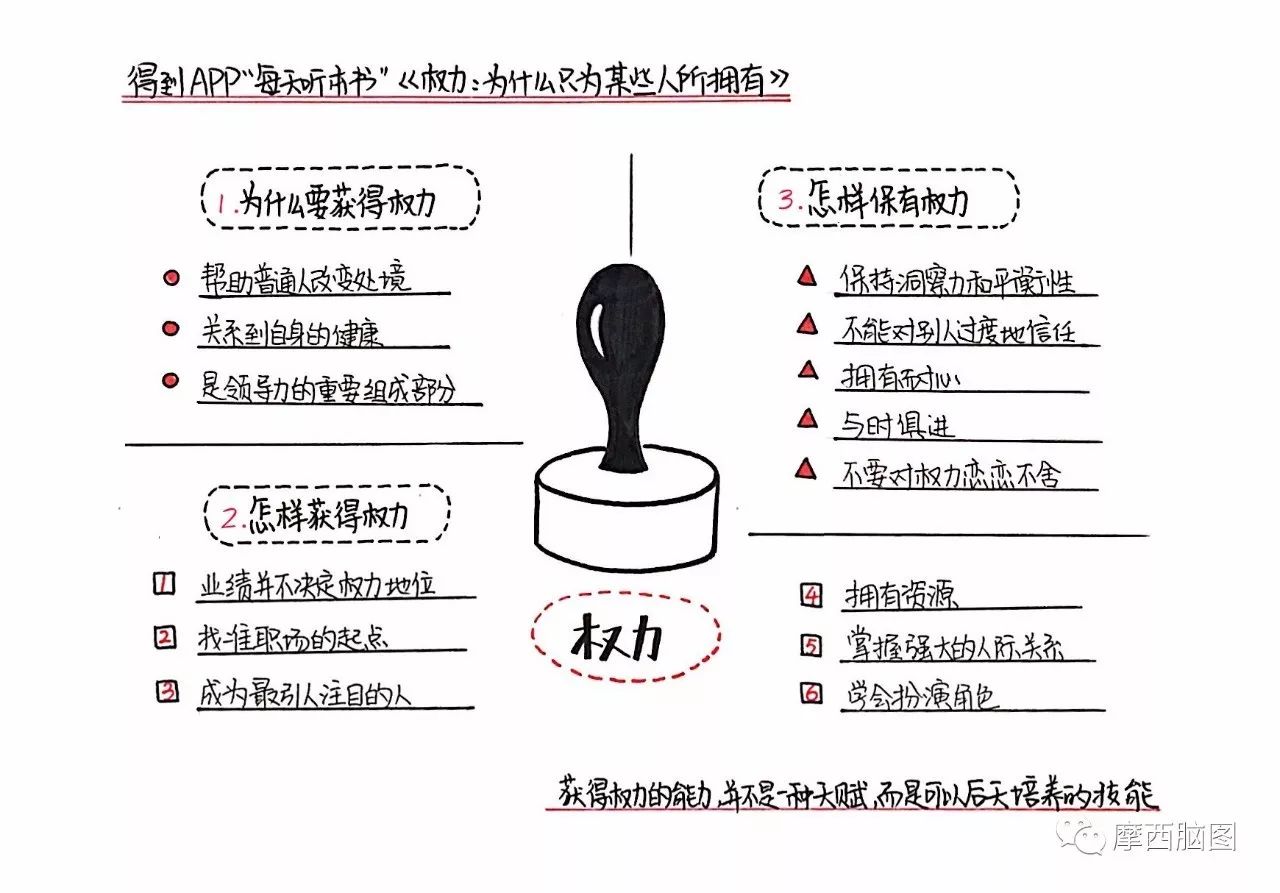 得到APP“每天听本书”《权力：为什么只为某些人所拥有》
1.为什么要获得权力
帮助普通人改变处境
关系到自身的健康
是领导力的重要组成部分
2.怎样获得权力
1 业绩并不决定权力地位
2 找准职场的起点
3 成为最引人注目的人
4 拥有资源
5 掌握强大的人际关系
6 学会扮演角色
3.怎样保有权力
保持洞察力和平衡性
不能对别人过度地信任
拥有耐心
与时俱进
不要对权力恋恋不舍
权力
获得权力的能力,并不是一种天赋,而是可以后天培养的技能
摩西脑图